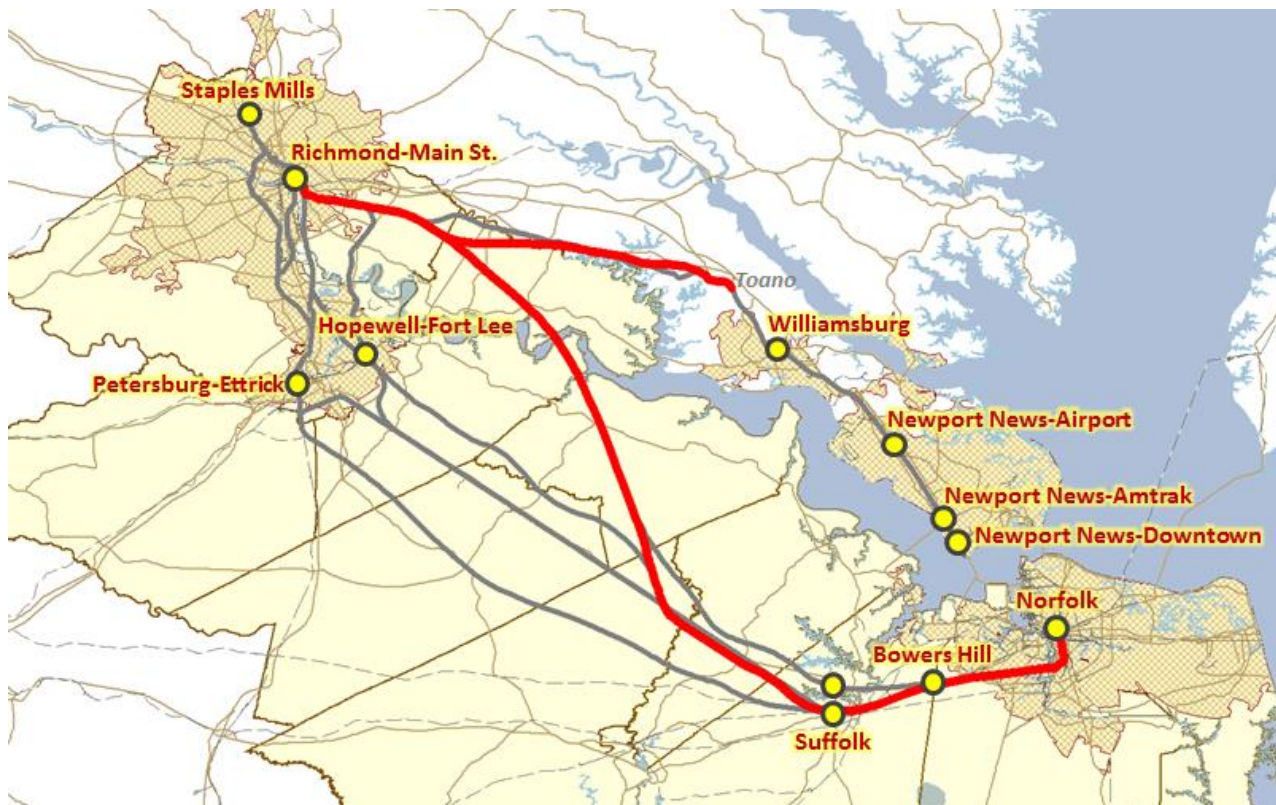 Staples Mills
Richmond-Main St.
Toano
Hopewell-Fort Lee
Williamsburg
Petersburg-Ettrick
Newport News-Airport
Newport News-Amtrak
Newport News-Downtown
Norfolk
Bowers Hill
Suffolk